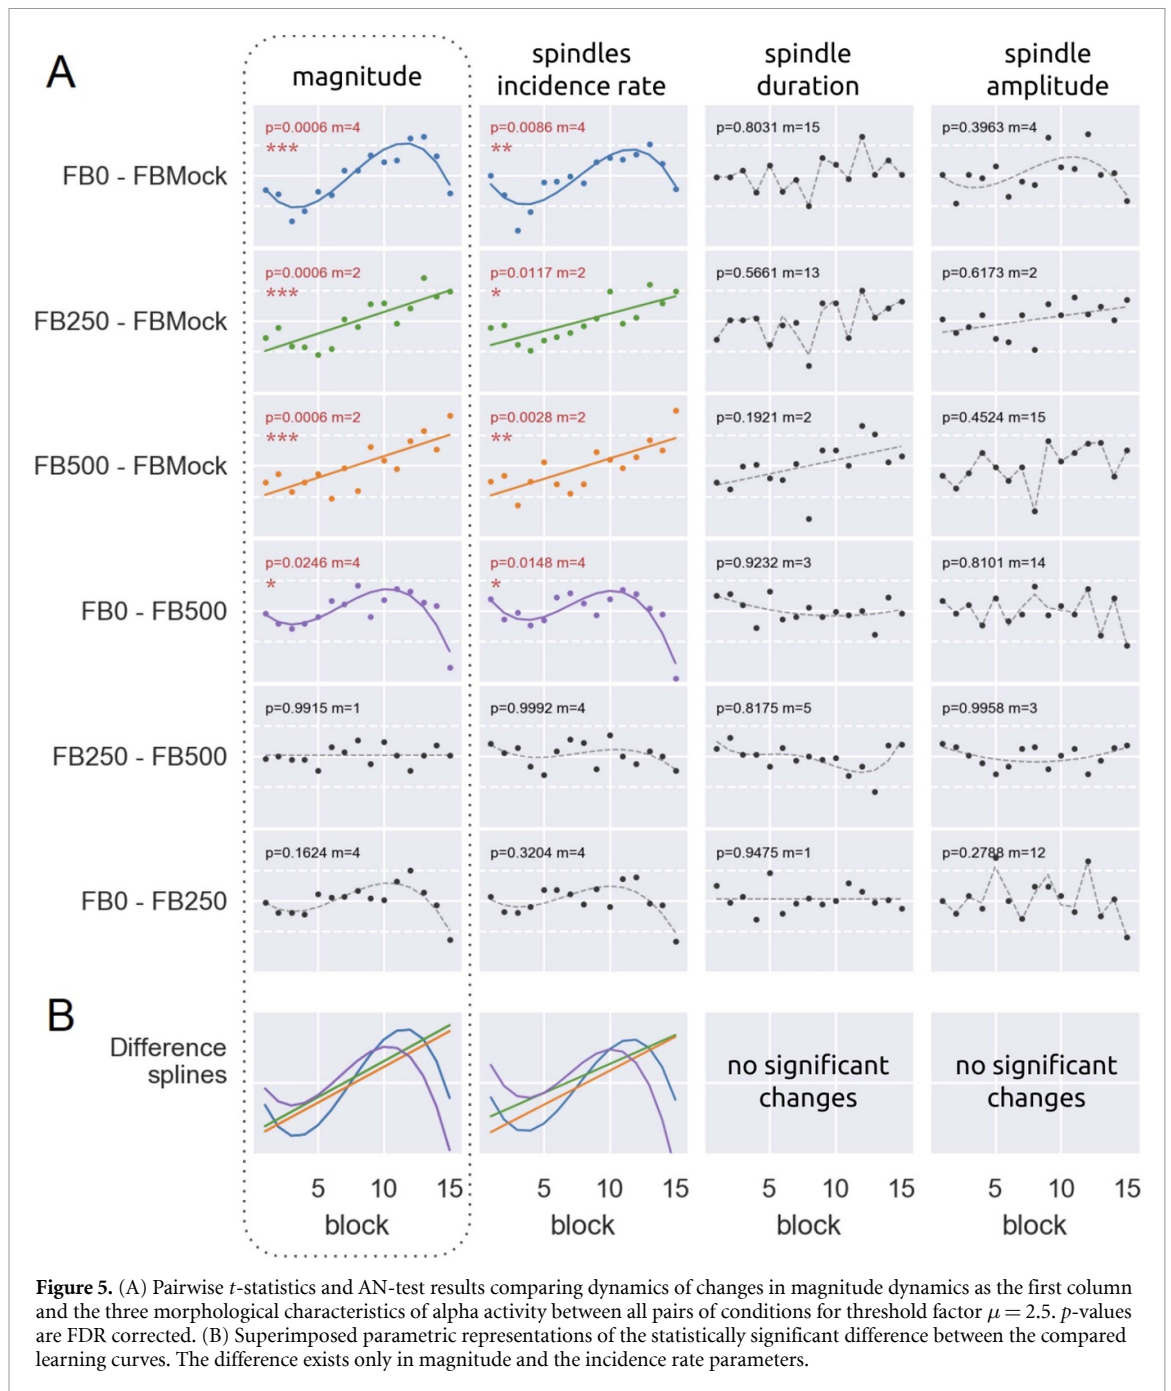 A
magnitude
spindles
incidence rate
spindle
duration
spindle
amplitude
FB0 - FBMock
p=0.0006 m=4
***
p=0.0086 m=4
**
p=0.8031 m=15
p=0.3963 m=4
FB250 - FBMock
p=0.0006 m=2
***
p=0.0117 m=2
*
p=0.5661 m=13
p=0.6173 m=2
FB500 - FBMock
p=0.0006 m=2
***
p=0.0028 m=2
**
p=0.1921 m=2
p=0.4524 m=15
FB0 - FB500
p=0.0246 m=4
*
p=0.0148 m=4
*
p=0.9232 m=3
p=0.8101 m=14
FB250 - FB500
p=0.9915 m=1
p=0.9992 m=4
p=0.8175 m=5
p=0.9958 m=3
FB0 - FB250
p=0.1624 m=4
p=0.3204 m=4
p=0.9475 m=1
p=0.2788 m=12
B
Difference
splines
no significant
changes
no significant
changes
5 10 15
5 10 15
5 10 15
5 10 15
block
block
block
block
Figure 5. (A) Pairwise t-statistics and AN-test results comparing dynamics of changes in magnitude dynamics as the first column
and the three morphological characteristics of alpha activity between all pairs of conditions for threshold factor μ = 2.5. p-values
are FDR corrected. (B) Superimposed parametric representations of the statistically significant difference between the compared
learning curves. The difference exists only in magnitude and the incidence rate parameters.